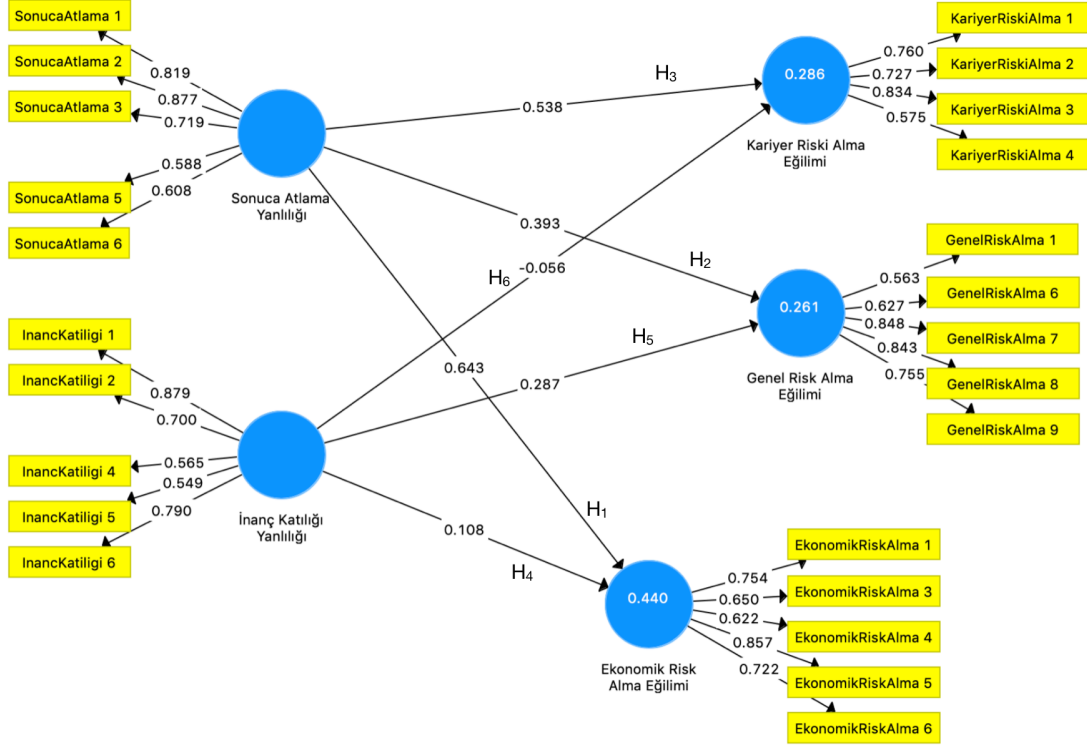 SonucaAtlama 1
SonucaAtlama 2
SonucaAtlama 3
SonucaAtlama 5
SonucaAtlama 6
0.819
0.877
0.719
0.588
0.608
Sonuca Atlama
Yanlılığı
InancKatiligi 1
InancKatiligi 2
InancKatiligi 4
InancKatiligi 5
InancKatiligi 6
0.879
0.700
0.565
0.549
0.790
İnanç Katılığı
Yanlılığı
H₃
0.538
0.393
H₂
H₆
-0.056
H₅
0.643
0.287
H₁
0.108
H₄
0.286
Kariyer Riski Alma
Eğilimi
0.760
0.727
0.834
0.575
KariyerRiskiAlma 1
KariyerRiskiAlma 2
KariyerRiskiAlma 3
KariyerRiskiAlma 4
0.261
Genel Risk Alma
Eğilimi
0.563
0.627
0.848
0.843
0.755
GenelRiskAlma 1
GenelRiskAlma 6
GenelRiskAlma 7
GenelRiskAlma 8
GenelRiskAlma 9
0.440
Ekonomik Risk
Alma Eğilimi
0.754
0.650
0.622
0.857
0.722
EkonomikRiskAlma 1
EkonomikRiskAlma 3
EkonomikRiskAlma 4
EkonomikRiskAlma 5
EkonomikRiskAlma 6